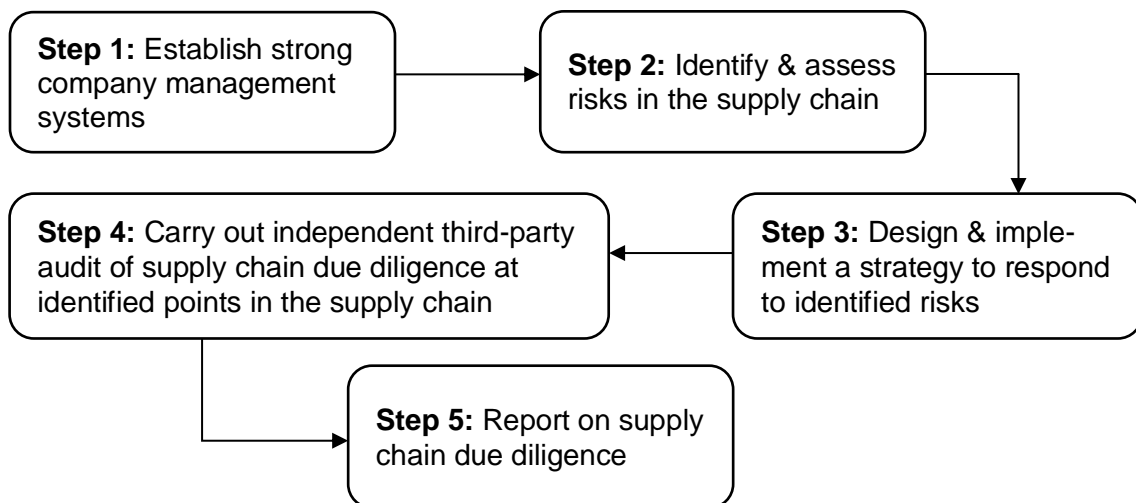 Step 1: Establish strong
company management
systems
Step 2: Identify & assess
risks in the supply chain
Step 3: Design & imple-
ment a strategy to respond
to identified risks
Step 4: Carry out independent third-party
audit of supply chain due diligence at
identified points in the supply chain
Step 5: Report on supply
chain due diligence